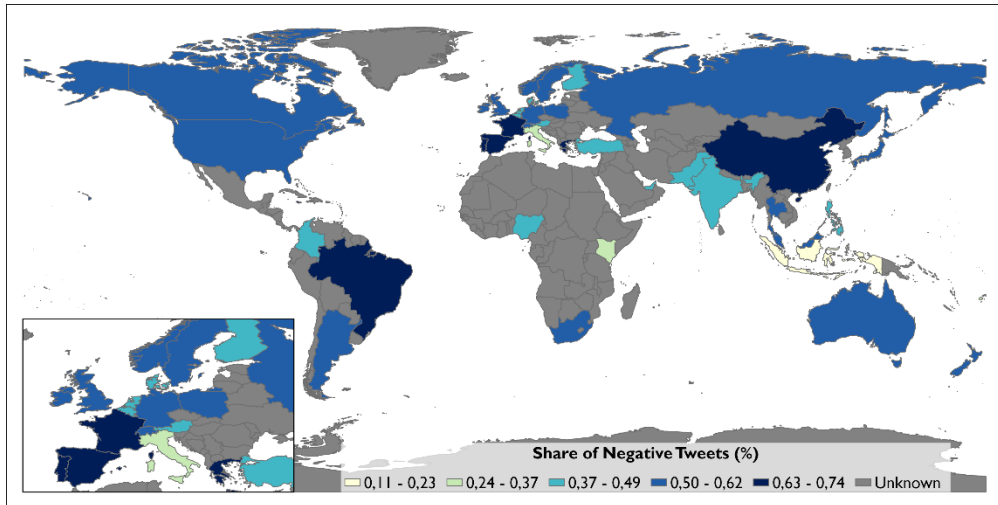 Share of Negative Tweets (%)
0,11 - 0,23 0,24 - 0,37 0,37 - 0,49 0,50 - 0,62 0,63 - 0,74 Unknown